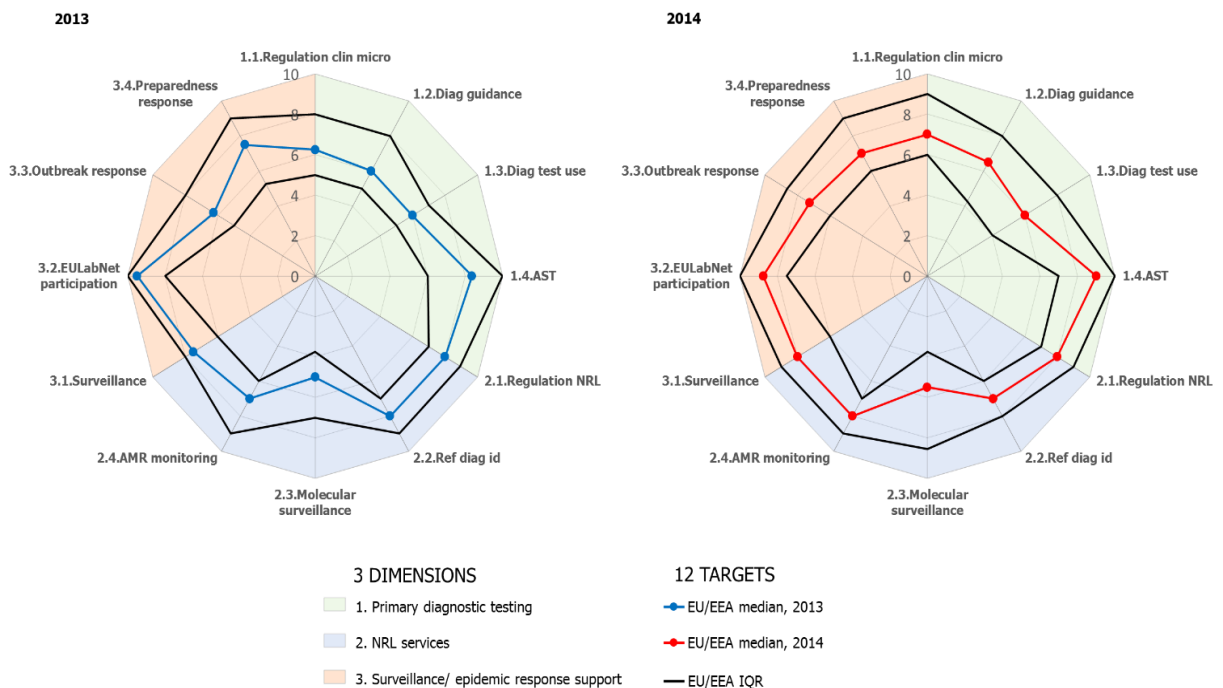 2013
1.1.Regulation clin micro
10
8
6
4
2
0
1.2.Diag guidance
1.3.Diag test use
1.4.AST
2.1.Regulation NRL
2.2.Ref diag id
2.3.Molecular
surveillance
2.4.AMR monitoring
3.1.Surveillance
3.2.EULabNet
participation
3.3.Outbreak response
3.4.Preparedness
response
2014
1.1.Regulation clin micro
10
8
6
4
2
0
1.2.Diag guidance
1.3.Diag test use
1.4.AST
2.1.Regulation NRL
2.2.Ref diag id
2.3.Molecular
surveillance
2.4.AMR monitoring
3.1.Surveillance
3.2.EULabNet
participation
3.3.Outbreak response
3.4.Preparedness
response
3 DIMENSIONS
1. Primary diagnostic testing
2. NRL services
3. Surveillance/ epidemic response support
12 TARGETS
EU/EEA median, 2013
EU/EEA median, 2014
EU/EEA IQR